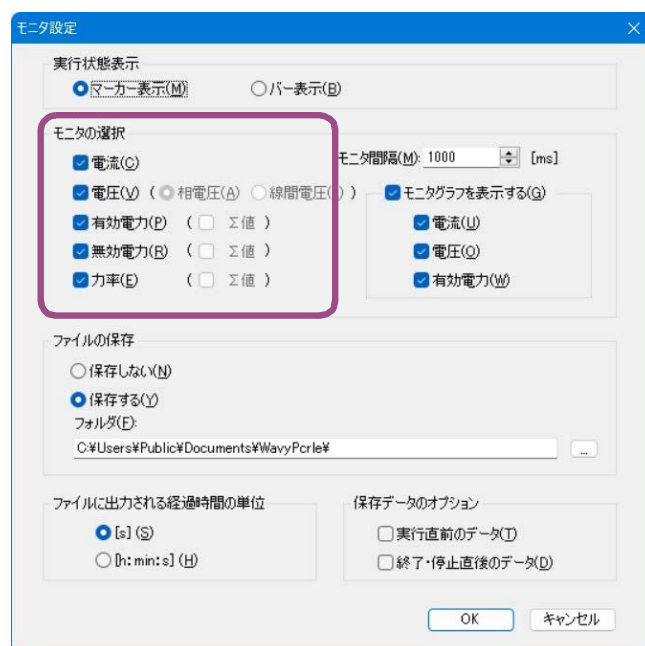 モニタ設定
実行状態表示
マーカー表示(M) バー表示(B)
モニタの選択
電流(C)
電圧(V) ( 相電圧(A) 線間電圧( ) )
有効電力(P) ( Σ値 )
無効電力(R) ( Σ値 )
力率(E) ( Σ値 )
モニタ間隔(M): 1000 [ms]
モニタグラフを表示する(G)
電流(U)
電圧(O)
有効電力(W)
ファイルの保存
保存しない(N)
保存する(Y)
フォルダ(F):
C:¥Users¥Public¥Documents¥WavyPcrle¥
...
ファイルに出力される経過時間の単位
[s] (S)
[h: min: s] (H)
保存データのオプション
実行直前のデータ(T)
終了・停止直後のデータ(D)
OK キャンセル